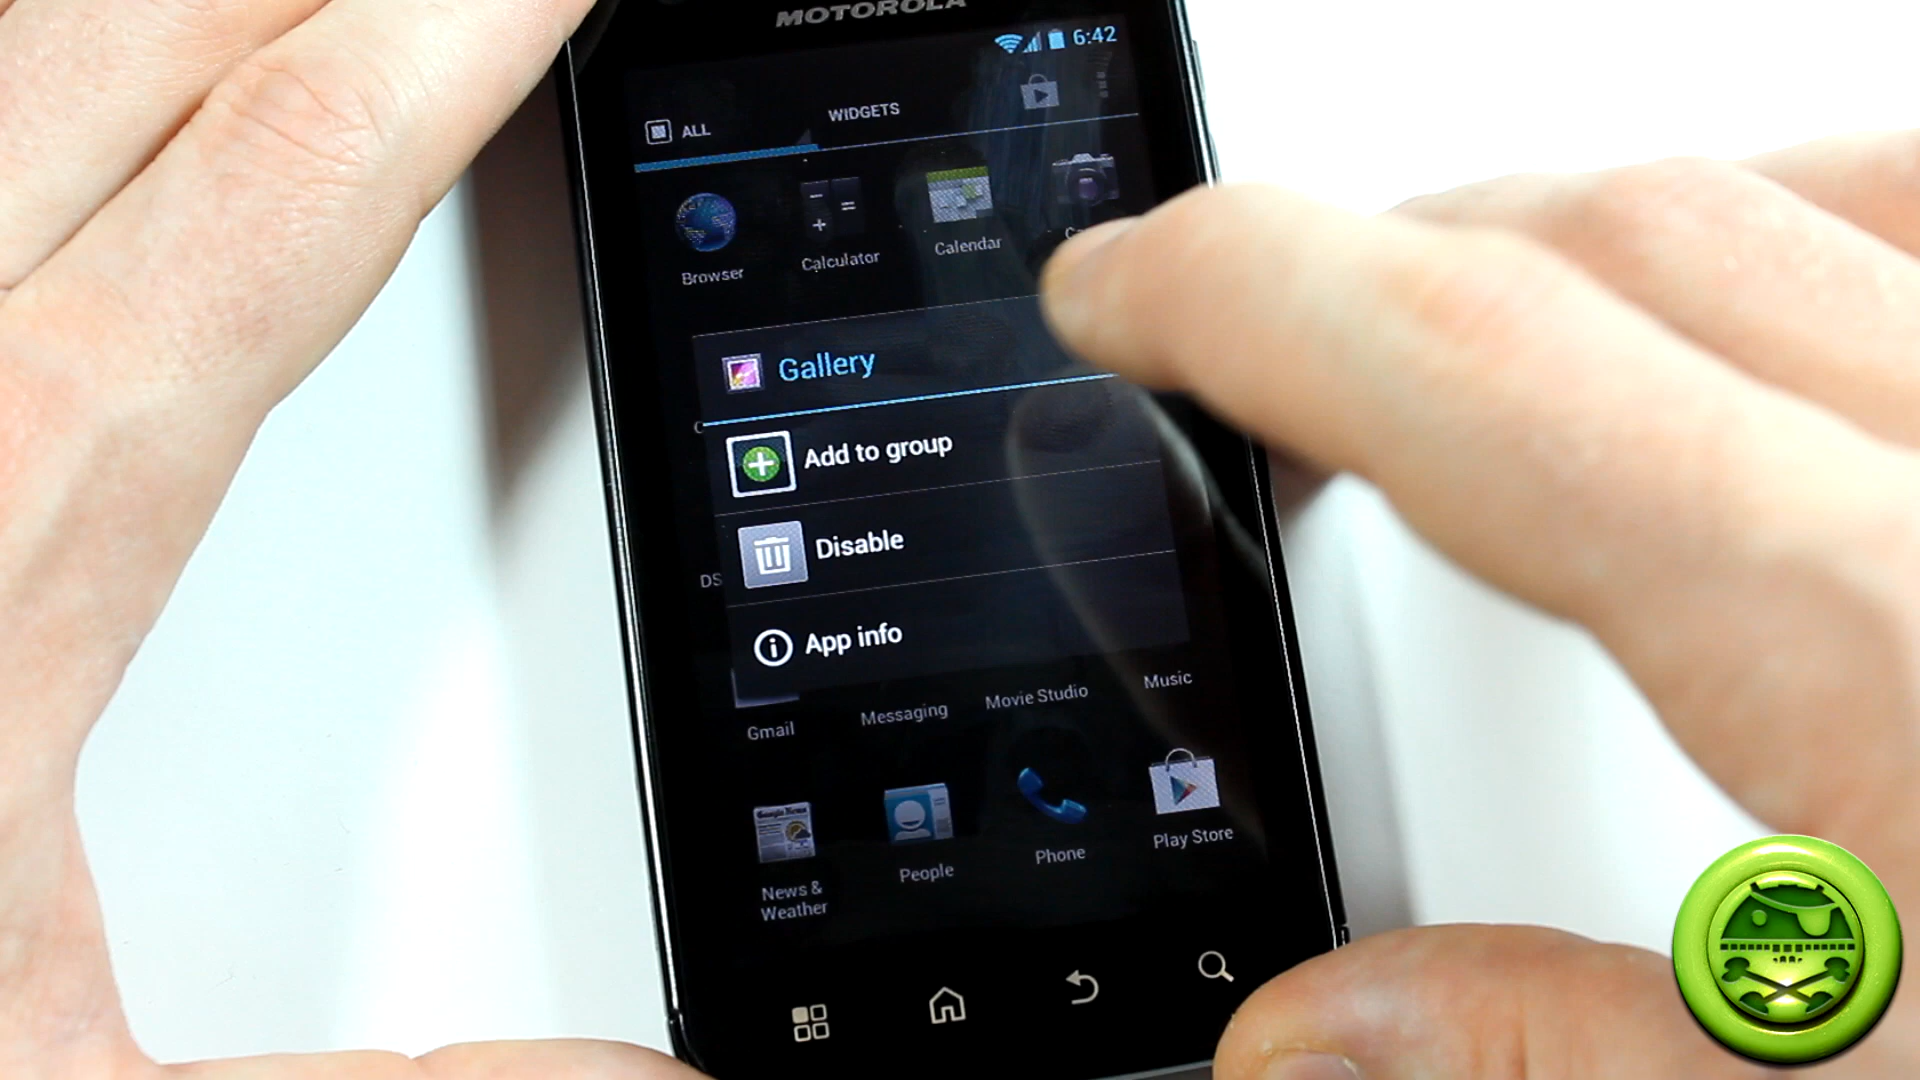 MOTOROLA
6:42
ALL
WIDGETS
Browser
Calculator
Calendar
Gallery
Add to group
Disable
App info
DS
Gmail
Messaging
Movie Studio
Music
News &
Weather
People
Phone
Play Store